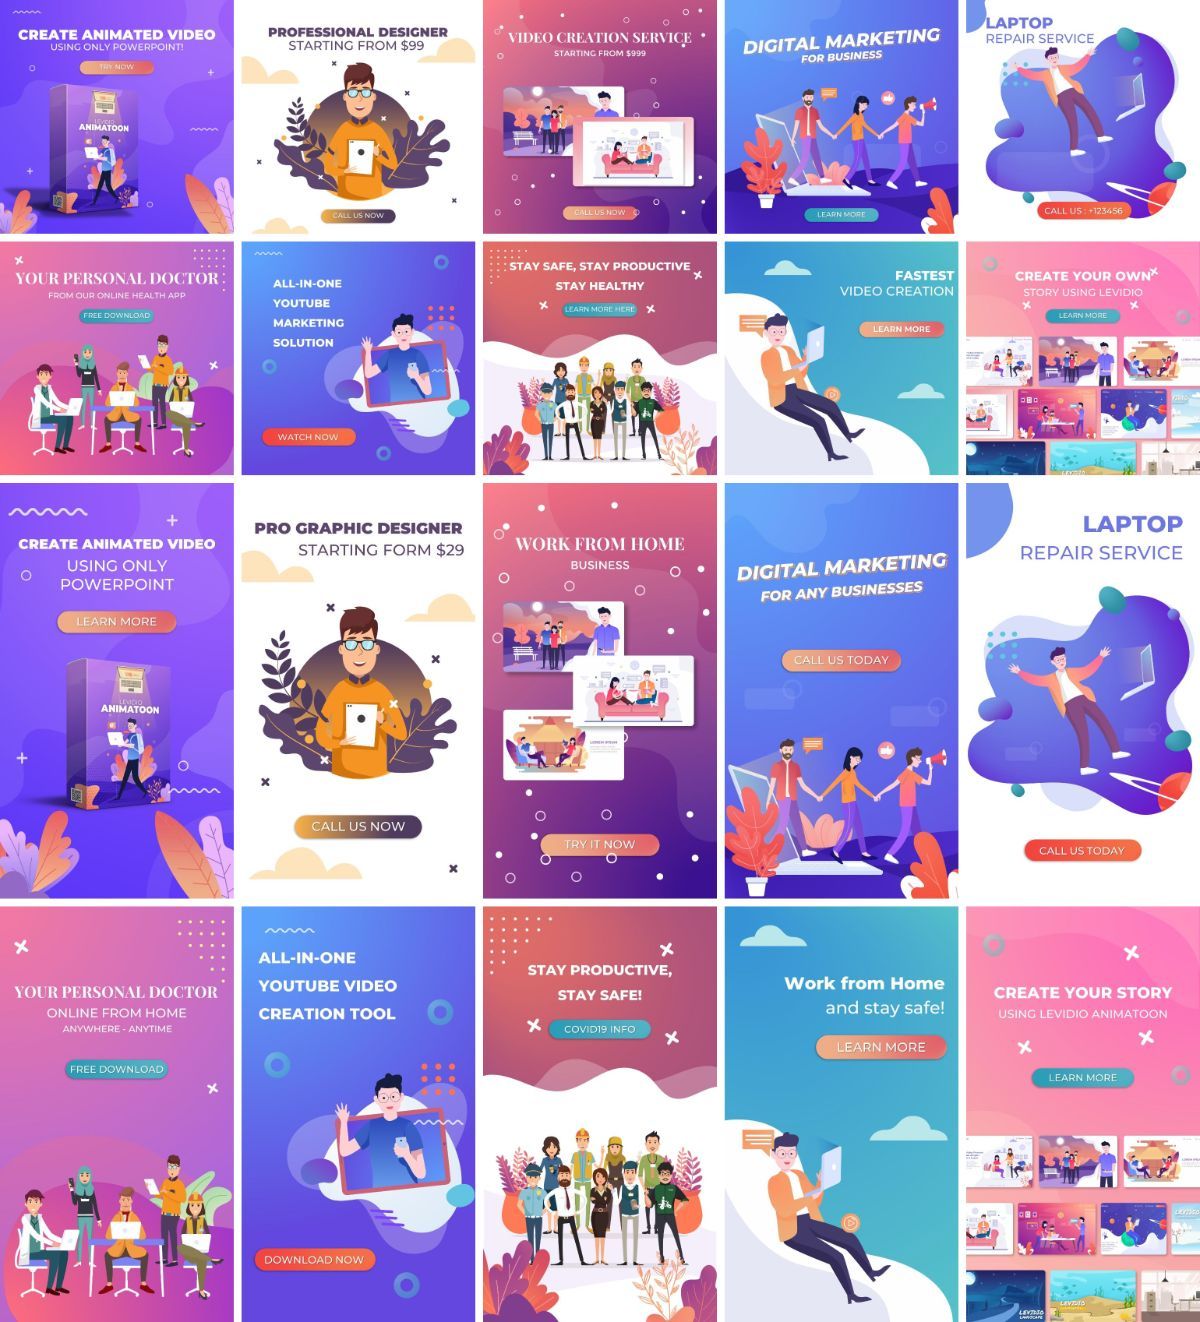 CREATE ANIMATED VIDEO
USING ONLY POWERPOINT!
TRY NOW
LEVIDIO
ANIMATOON
PROFESSIONAL DESIGNER
STARTING FROM $99
CALL US NOW
VIDEO CREATION SERVICE
STARTING FROM $999
CALL US NOW
DIGITAL MARKETING
FOR BUSINESS
LEARN MORE
LAPTOP
REPAIR SERVICE
CALL US : +123456
YOUR PERSONAL DOCTOR
FROM OUR ONLINE HEALTH APP
FREE DOWNLOAD
ALL-IN-ONE
YOUTUBE
MARKETING
SOLUTION
WATCH NOW
STAY SAFE, STAY PRODUCTIVE
STAY HEALTHY
LEARN MORE HERE
FASTEST
VIDEO CREATION
LEARN MORE
CREATE YOUR OWN
STORY USING LEVIDIO
LEARN MORE
CREATE ANIMATED VIDEO
USING ONLY
POWERPOINT
LEARN MORE
LEVIDIO
ANIMATOON
PRO GRAPHIC DESIGNER
STARTING FORM $29
CALL US NOW
WORK FROM HOME
BUSINESS
TRY IT NOW
DIGITAL MARKETING
FOR ANY BUSINESSES
CALL US TODAY
LAPTOP
REPAIR SERVICE
CALL US TODAY
YOUR PERSONAL DOCTOR
ONLINE FROM HOME
ANYWHERE - ANYTIME
FREE DOWNLOAD
ALL-IN-ONE
YOUTUBE VIDEO
CREATION TOOL
DOWNLOAD NOW
STAY PRODUCTIVE,
STAY SAFE!
COVID19 INFO
Work from Home
and stay safe!
LEARN MORE
CREATE YOUR STORY
USING LEVIDIO ANIMATOON
LEARN MORE
LEVIDIO
LANDSCAPE
LEVIDIO